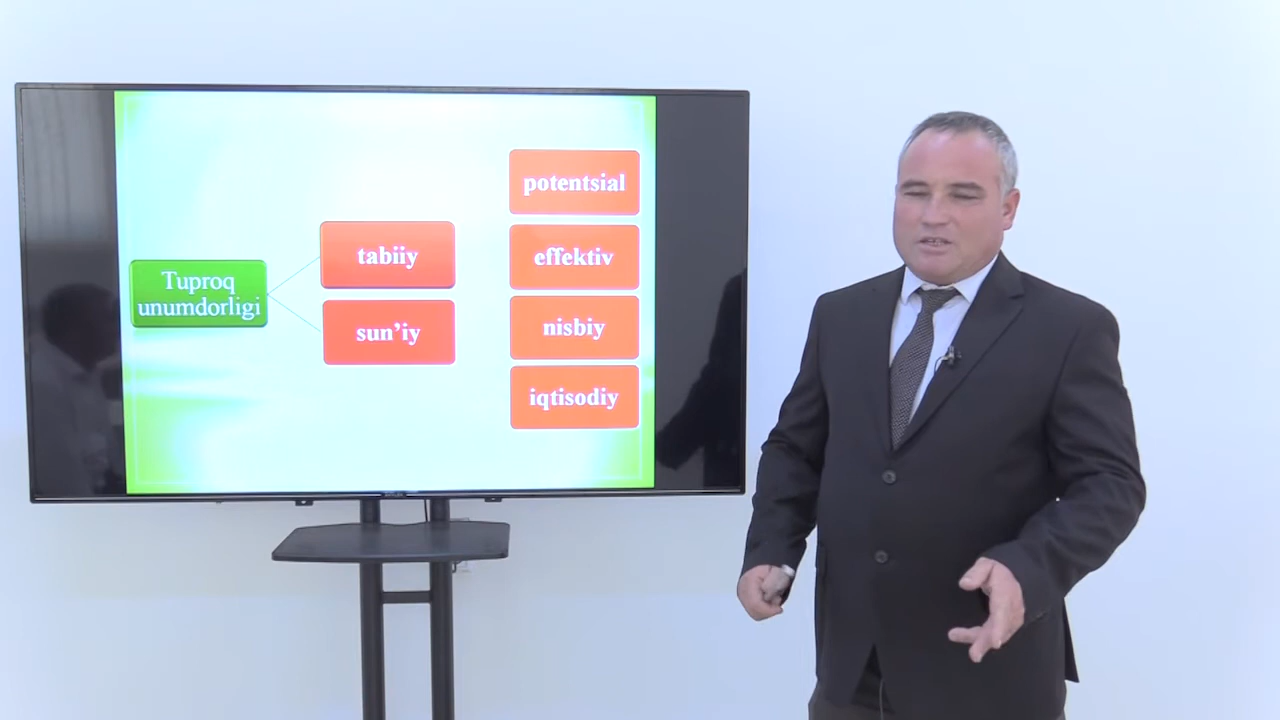 Tuproq
unumdorligi
tabiiy
sun’iy
potentsial
effektiv
nisbiy
iqtisodiy